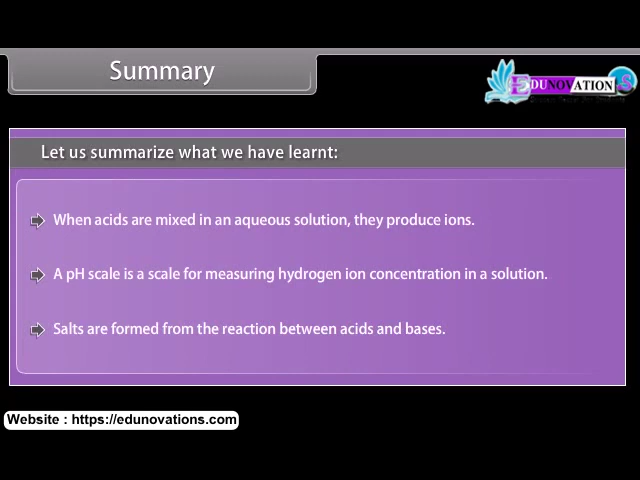 Summary
EDUNOVATIONS
Let us summarize what we have learnt:
When acids are mixed in an aqueous solution, they produce ions.
A pH scale is a scale for measuring hydrogen ion concentration in a solution.
Salts are formed from the reaction between acids and bases.
Website : https://edunovations.com